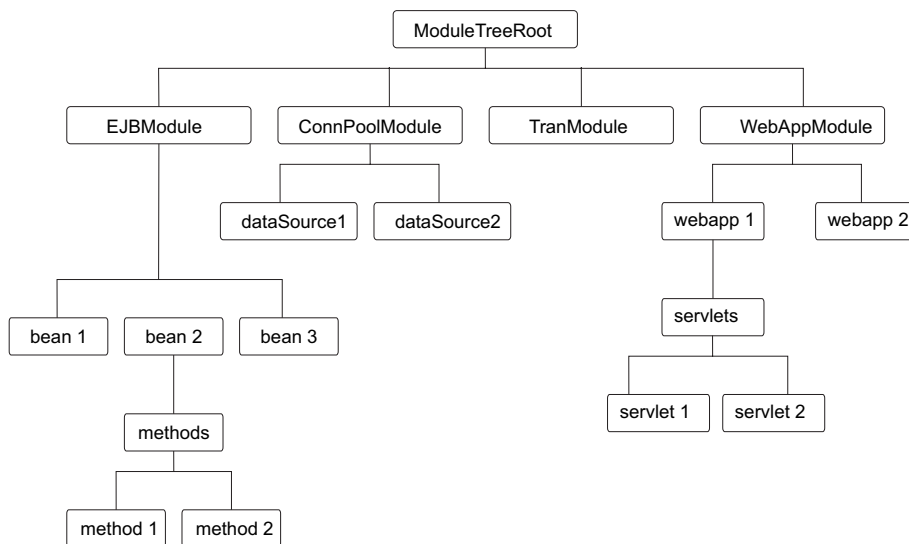 ModuleTreeRoot
EJBModule
ConnPoolModule
TranModule
WebAppModule
dataSource1
dataSource2
webapp 1
webapp 2
servlets
bean 1
bean 2
bean 3
servlet 1
servlet 2
methods
method 1
method 2